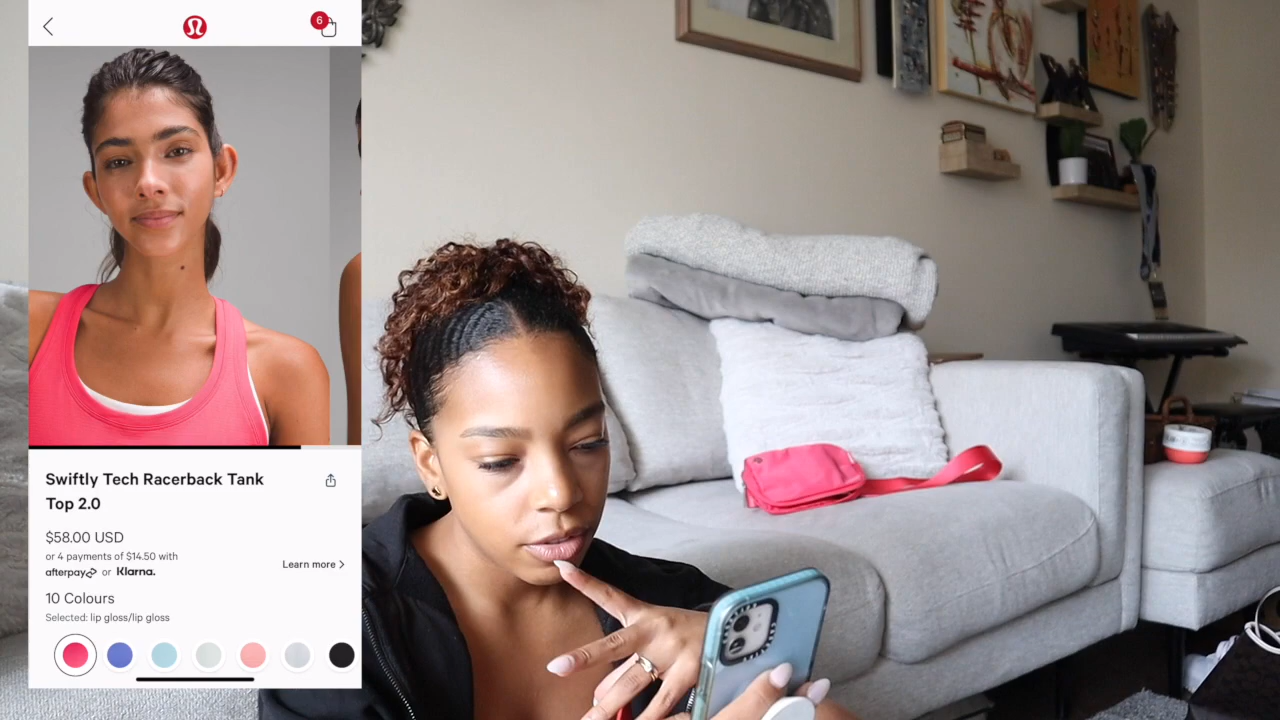 6
Swiftly Tech Racerback Tank
Top 2.0
$58.00 USD
or 4 payments of $14.50 with
afterpay or Klarna.
Learn more >
10 Colours
Selected: lip gloss/lip gloss